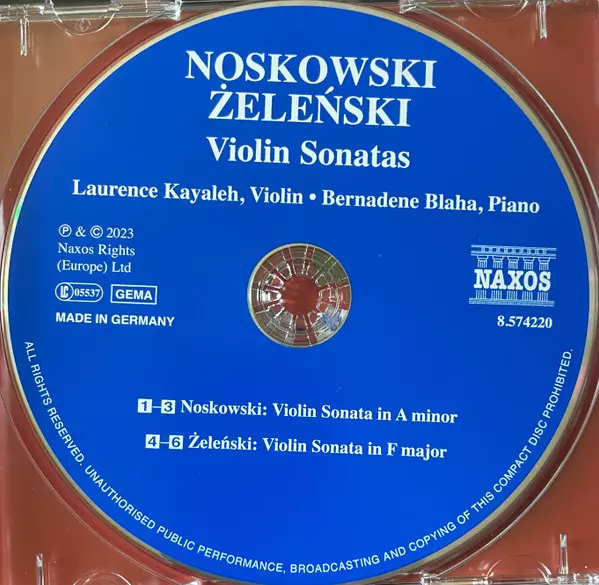 NOSKOWSKI
ŻELEŃSKI
Violin Sonatas
Laurence Kayaleh, Violin • Bernadene Blaha, Piano
℗ & © 2023
Naxos Rights
(Europe) Ltd
LC 05537 GEMA
MADE IN GERMANY
NAXOS
8.574220
1–3 Noskowski: Violin Sonata in A minor
4–6 Żeleński: Violin Sonata in F major
ALL RIGHTS RESERVED. UNAUTHORISED PUBLIC PERFORMANCE, BROADCASTING AND COPYING OF THIS COMPACT DISC PROHIBITED.